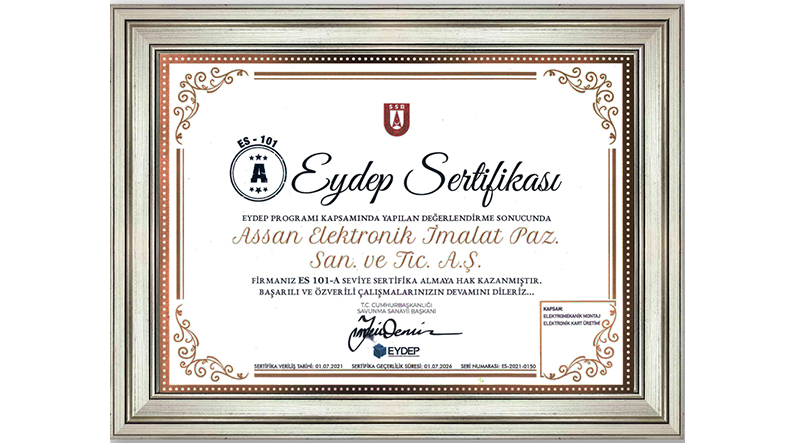 SSB
ES - 101
A
Eydep Sertifikası
EYDEP PROGRAMI KAPSAMINDA YAPILAN DEĞERLENDİRME SONUCUNDA
Assan Elektronik İmalat Paz.
San. ve Tic. A.Ş.
FİRMANIZ ES 101-A SEVİYE SERTİFİKA ALMAYA HAK KAZANMIŞTIR.
BAŞARILI VE ÖZVERİLİ ÇALIŞMALARINIZIN DEVAMINI DİLERİZ...
T.C. CUMHURBAŞKANLIĞI
SAVUNMA SANAYİİ BAŞKANI
EYDEP
KAPSAM:
ELEKTROMEKANİK MONTAJ
ELEKTRONİK KART ÜRETİMİ
SERTİFİKA VERİLİŞ TARİHİ: 01.07.2021 SERTİFİKA GEÇERLİLİK SÜRESİ: 01.07.2026 SERİ NUMARASI: ES-2021-0150